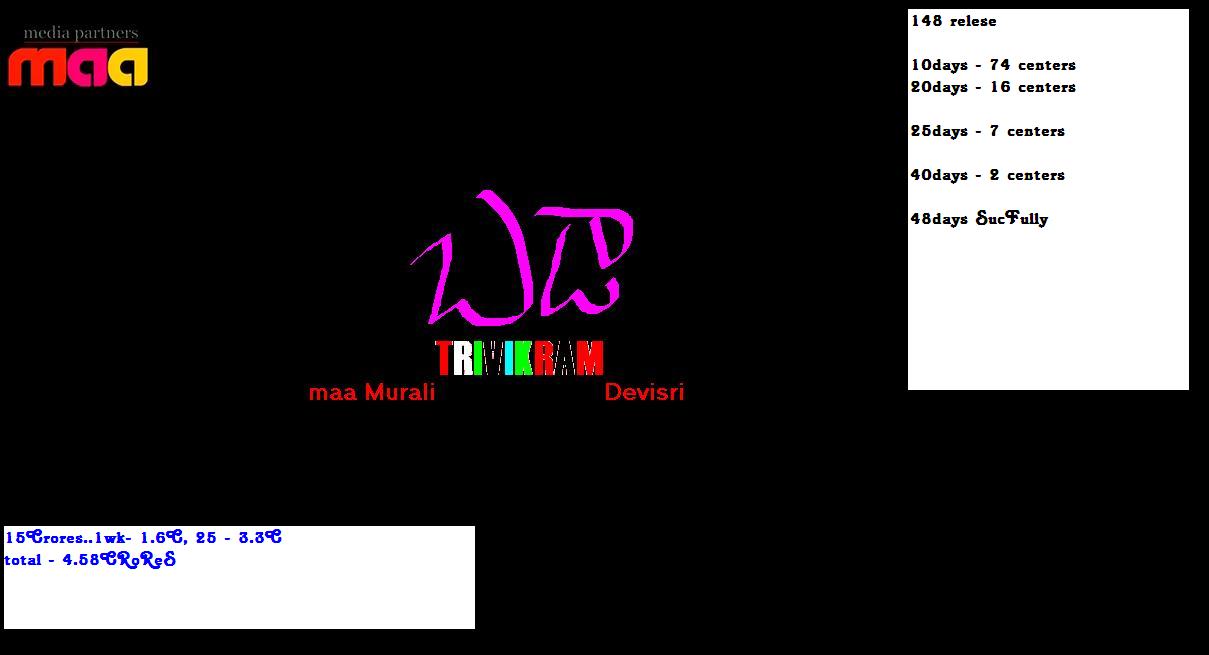 media partners
maa
148 relese
10days - 74 centers
20days - 16 centers
25days - 7 centers
40days - 2 centers
48days SucFully
TRIVIKRAM
maa Murali
Devisri
15Crores..1wk- 1.6C, 25 - 3.3C
total - 4.58CRoReS